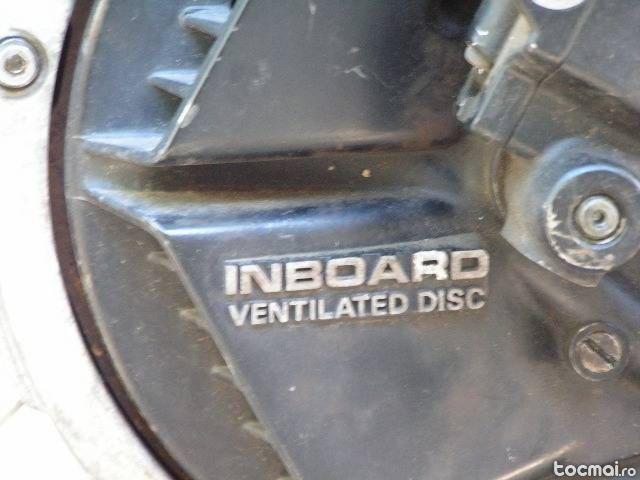 INBOARD
VENTILATED DISC
tocmai.ro